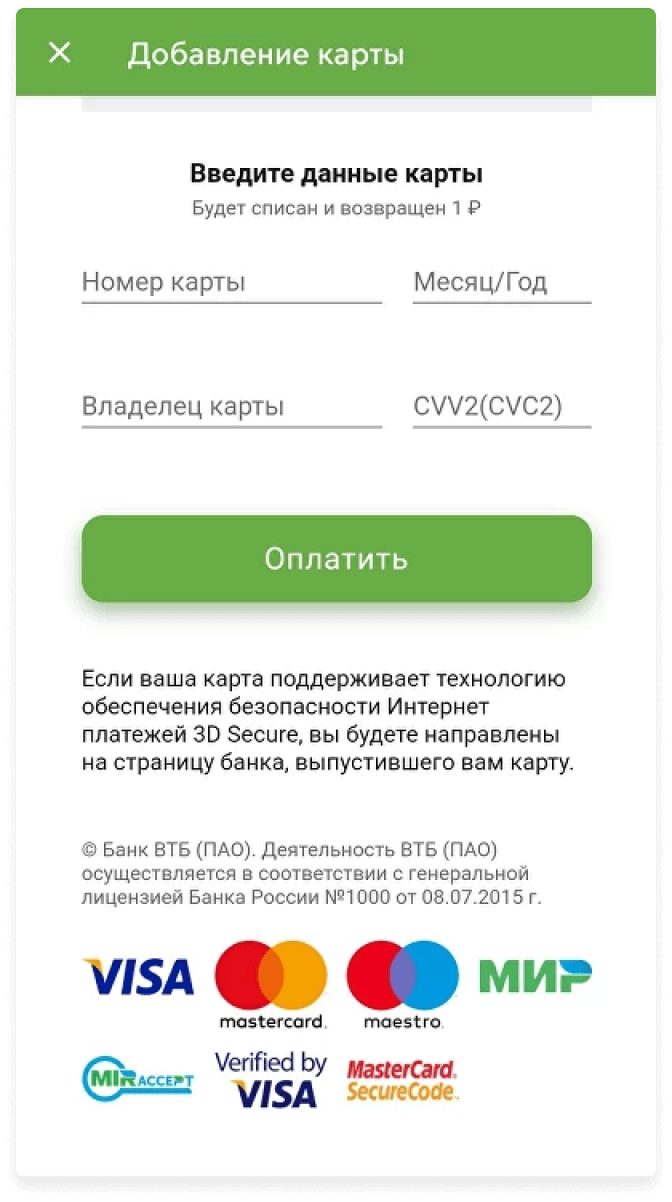 Добавление карты
Введите данные карты
Будет списан и возвращен 1 ₽
Номер карты
Месяц/Год
Владелец карты
CVV2(CVC2)
Оплатить
Если ваша карта поддерживает технологию
обеспечения безопасности Интернет
платежей 3D Secure, вы будете направлены
на страницу банка, выпустившего вам карту.
© Банк ВТБ (ПАО). Деятельность ВТБ (ПАО)
осуществляется в соответствии с генеральной
лицензией Банка России №1000 от 08.07.2015 г.
VISA
mastercard.
maestro.
МИР
MIR ACCEPT
Verified by
VISA
MasterCard.
SecureCode™